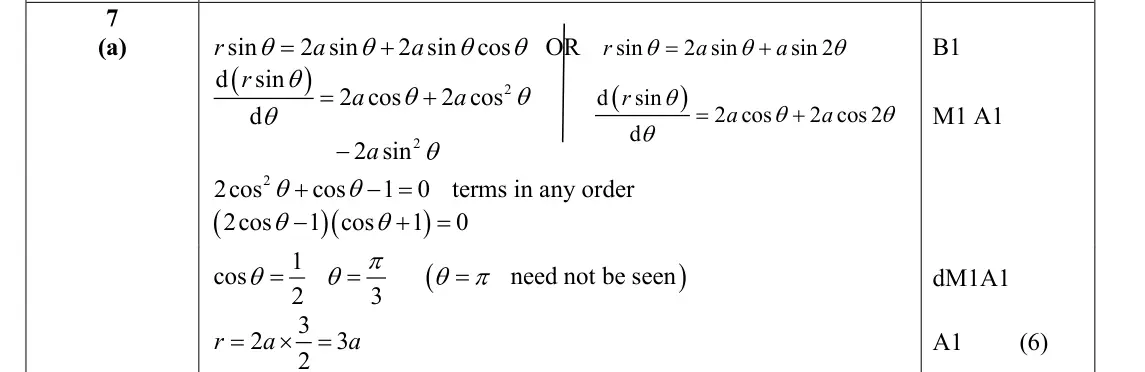 7
(a)
r sin θ = 2a sin θ + 2a sin θ cos θ OR r sin θ = 2a sin θ + a sin 2θ B1
d(r sin θ)/dθ = 2a cos θ + 2a cos² θ d(r sin θ)/dθ = 2a cos θ + 2a cos 2θ M1 A1
− 2a sin² θ
2 cos² θ + cos θ − 1 = 0 terms in any order
(2 cos θ − 1)(cos θ + 1) = 0
cos θ = 1/2 θ = π/3 (θ = π need not be seen) dM1A1
r = 2a × 3/2 = 3a A1 (6)